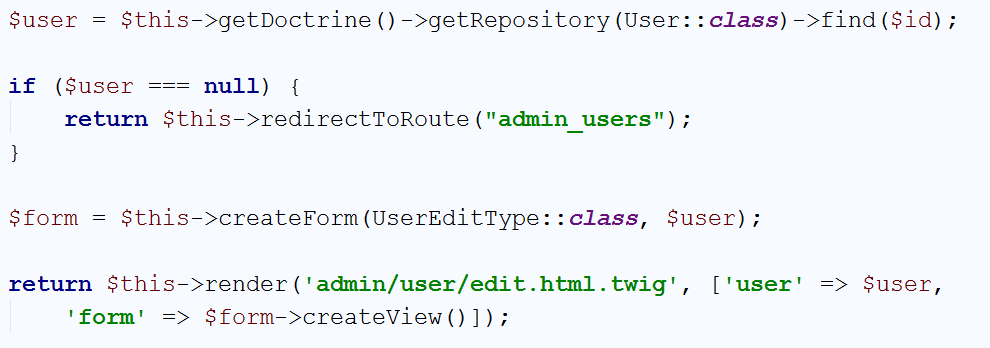 $user = $this->getDoctrine()->getRepository(User::class)->find($id);
if ($user === null) {
    return $this->redirectToRoute("admin_users");
}
$form = $this->createForm(UserEditType::class, $user);
return $this->render('admin/user/edit.html.twig', ['user' => $user,
    'form' => $form->createView()]);